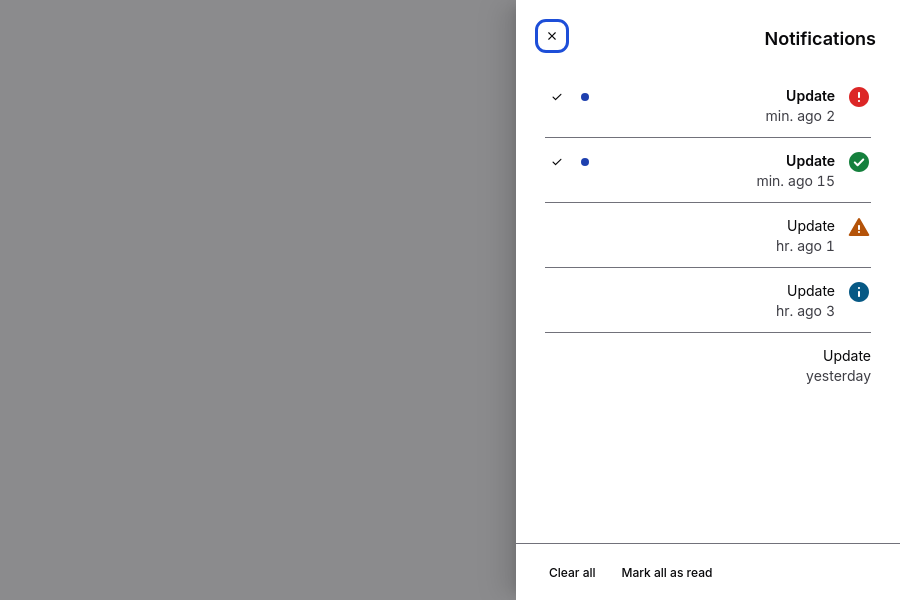 Notifications
Update
min. ago 2
Update
min. ago 15
Update
hr. ago 1
Update
hr. ago 3
Update
yesterday
Mark all as read
Clear all